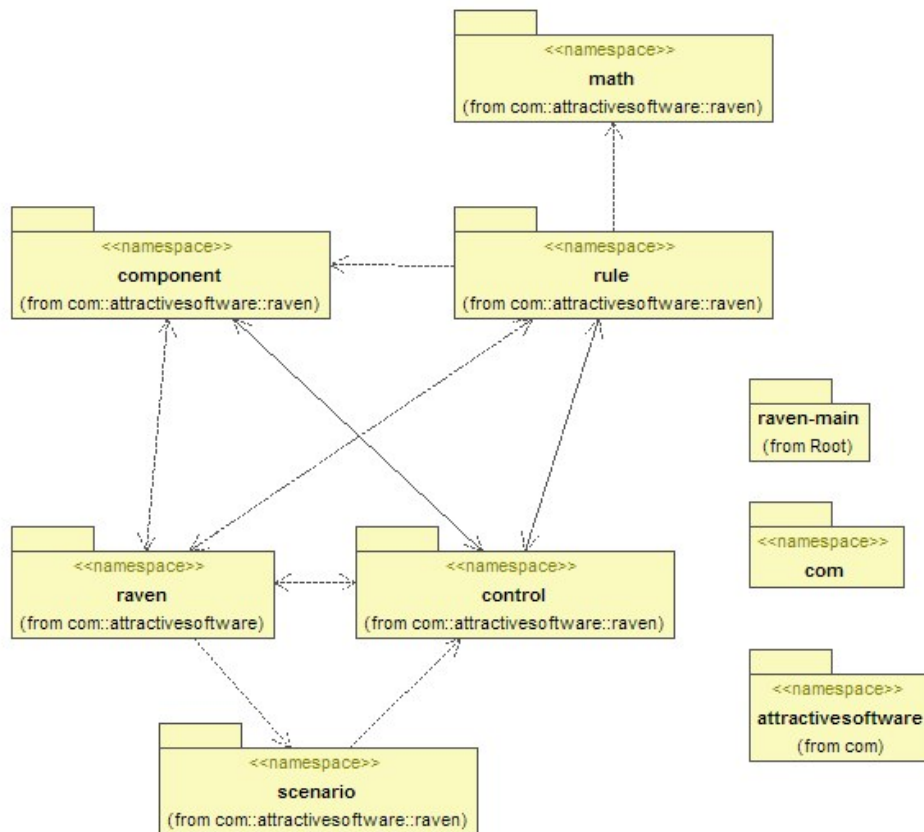 <<namespace>>
math
(from com::attractivesoftware::raven)
<<namespace>>
component
(from com::attractivesoftware::raven)
<<namespace>>
rule
(from com::attractivesoftware::raven)
raven-main
(from Root)
<<namespace>>
com
<<namespace>>
raven
(from com::attractivesoftware)
<<namespace>>
control
(from com::attractivesoftware::raven)
<<namespace>>
attractivesoftware
(from com)
<<namespace>>
scenario
(from com::attractivesoftware::raven)